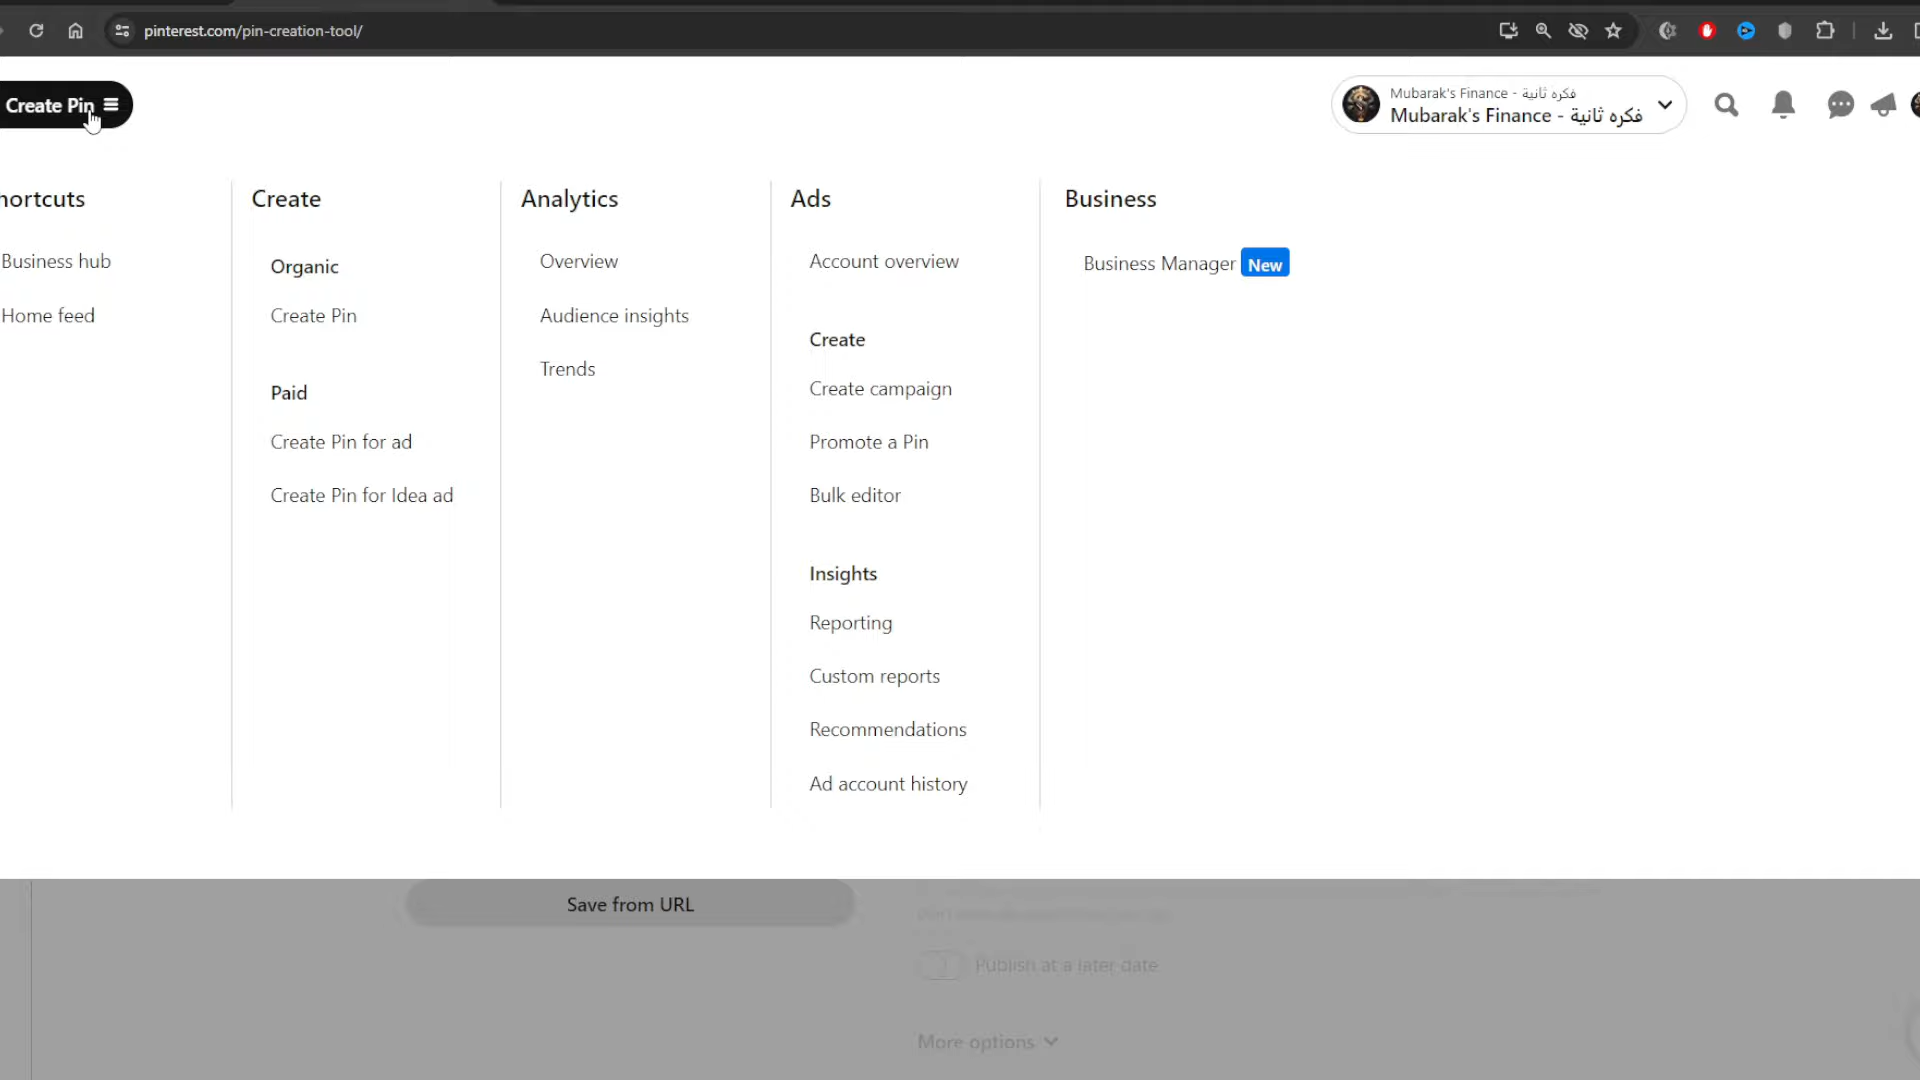 pinterest.com/pin-creation-tool/
Create Pin
Mubarak's Finance - فكره ثانية
Mubarak's Finance - فكره ثانية
hortcuts
Business hub
Home feed
Create
Organic
Create Pin
Paid
Create Pin for ad
Create Pin for Idea ad
Analytics
Overview
Audience insights
Trends
Ads
Account overview
Create
Create campaign
Promote a Pin
Bulk editor
Insights
Reporting
Custom reports
Recommendations
Ad account history
Business
Business Manager New
Save from URL
Publish at a later date
More options